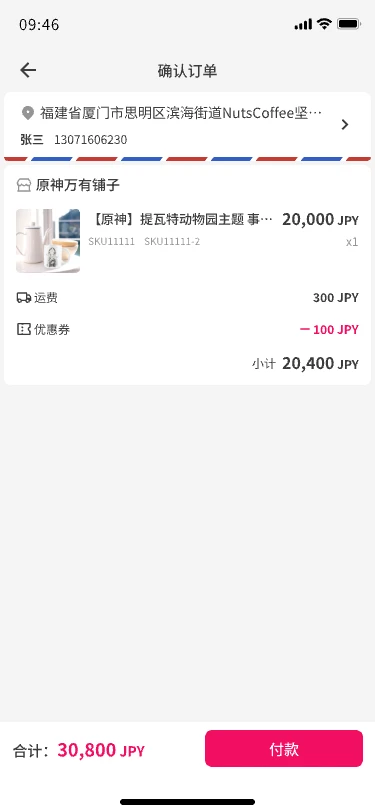 09:46
确认订单
福建省厦门市思明区滨海街道NutsCoffee坚…
张三 13071606230
原神万有铺子
【原神】提瓦特动物园主题 事… 20,000 JPY
SKU11111 SKU11111-2 x1
运费 300 JPY
优惠券 －100 JPY
小计 20,400 JPY
合计：30,800 JPY 付款